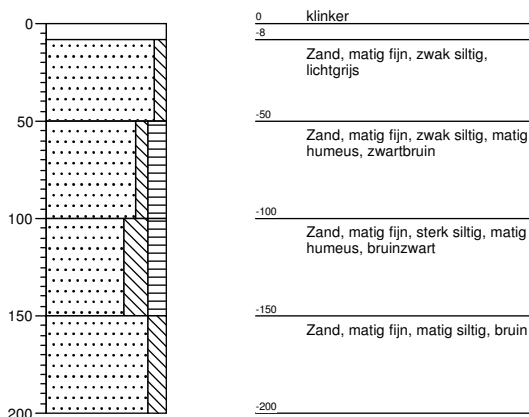 0
50
100
150
200
0
klinker
-8
Zand, matig fijn, zwak siltig,
lichtgrijs
-50
Zand, matig fijn, zwak siltig, matig
humeus, zwartbruin
-100
Zand, matig fijn, sterk siltig, matig
humeus, bruinzwart
-150
Zand, matig fijn, matig siltig, bruin
-200